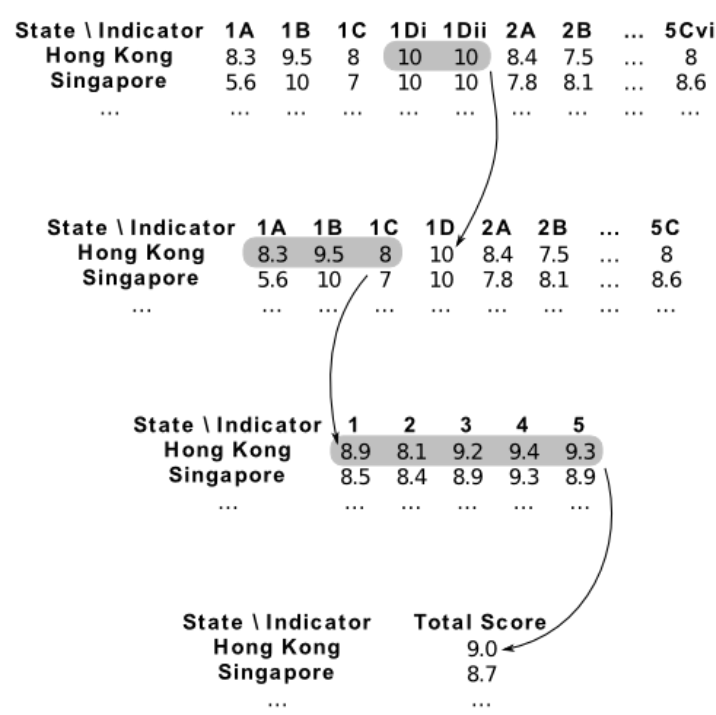 State \ Indicator 1A 1B 1C 1Di 1Dii 2A 2B ... 5Cvi
Hong Kong 8.3 9.5 8 10 10 8.4 7.5 ... 8
Singapore 5.6 10 7 10 10 7.8 8.1 ... 8.6
... ... ... ... ... ... ... ... ... ...
State \ Indicator 1A 1B 1C 1D 2A 2B ... 5C
Hong Kong 8.3 9.5 8 10 8.4 7.5 ... 8
Singapore 5.6 10 7 10 7.8 8.1 ... 8.6
... ... ... ... ... ... ... ... ...
State \ Indicator 1 2 3 4 5
Hong Kong 8.9 8.1 9.2 9.4 9.3
Singapore 8.5 8.4 8.9 9.3 8.9
... ... ... ... ... ...
State \ Indicator Total Score
Hong Kong 9.0
Singapore 8.7
... ...